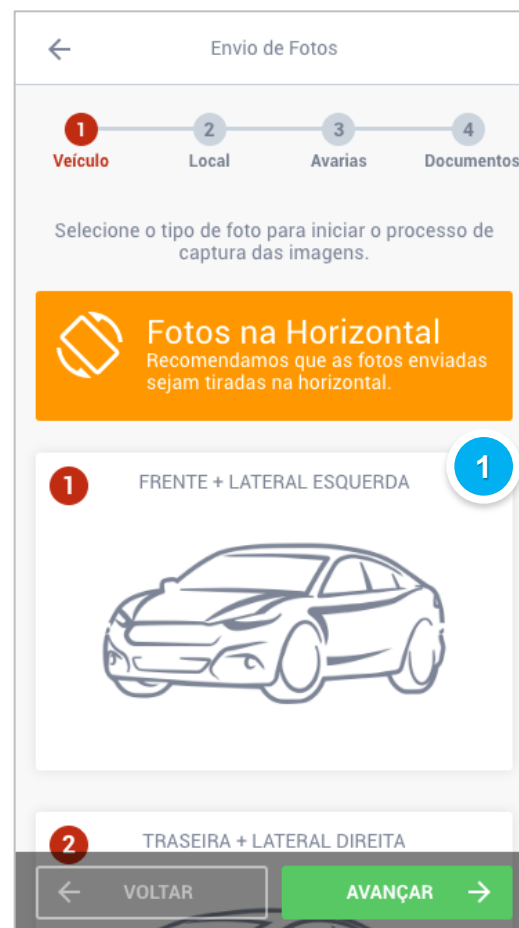 Envio de Fotos
1 2 3 4
Veículo Local Avarias Documentos
Selecione o tipo de foto para iniciar o processo de
captura das imagens.
Fotos na Horizontal
Recomendamos que as fotos enviadas
sejam tiradas na horizontal.
1 FRENTE + LATERAL ESQUERDA 1
2 TRASEIRA + LATERAL DIREITA
VOLTAR AVANÇAR